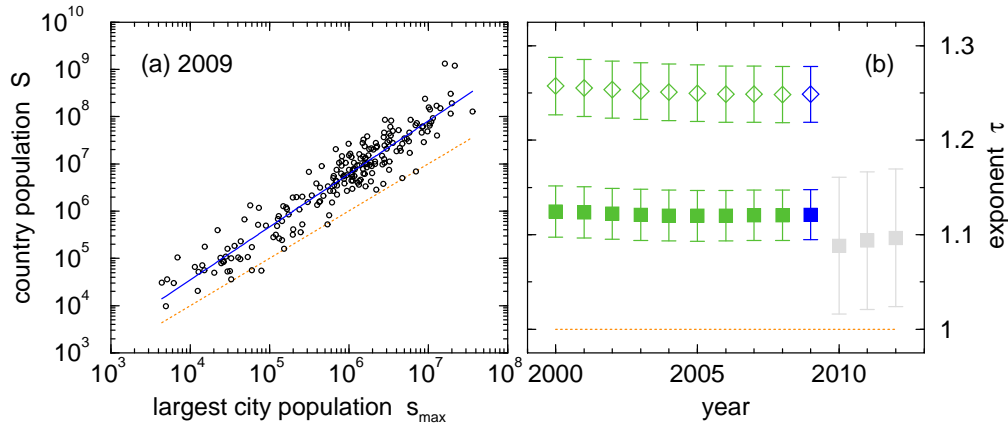 (a) 2009
country population S
10^10
10^9
10^8
10^7
10^6
10^5
10^4
10^3
10^3 10^4 10^5 10^6 10^7 10^8
largest city population s_max
(b)
1.3
1.2
1.1
1
exponent τ
2000 2005 2010
year